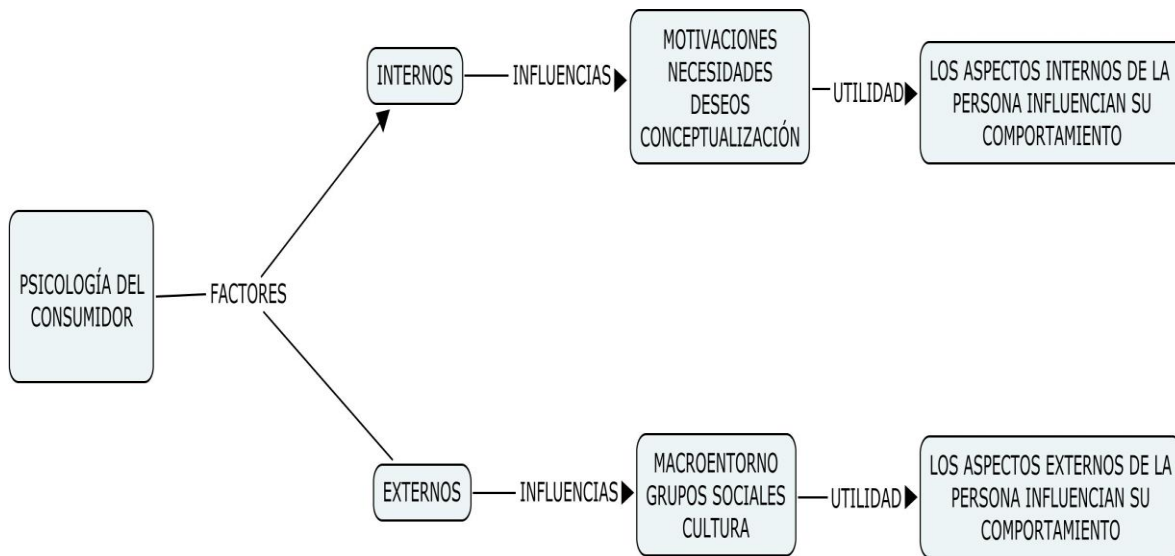 PSICOLOGÍA DEL
CONSUMIDOR
FACTORES
INTERNOS
INFLUENCIAS
MOTIVACIONES
NECESIDADES
DESEOS
CONCEPTUALIZACIÓN
UTILIDAD
LOS ASPECTOS INTERNOS DE LA
PERSONA INFLUENCIAN SU
COMPORTAMIENTO
EXTERNOS
INFLUENCIAS
MACROENTORNO
GRUPOS SOCIALES
CULTURA
UTILIDAD
LOS ASPECTOS EXTERNOS DE LA
PERSONA INFLUENCIAN SU
COMPORTAMIENTO